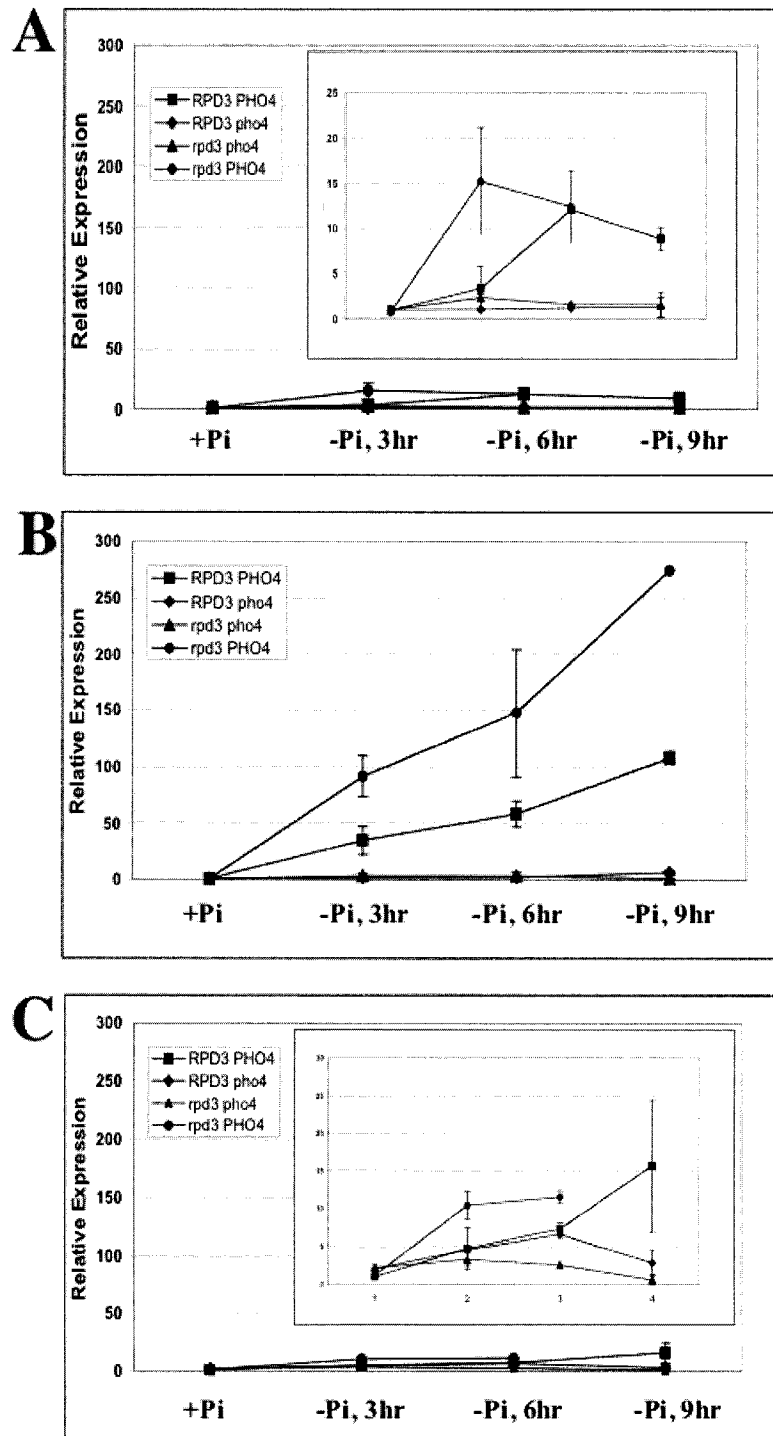 A
300
250
200
150
100
50
0
Relative Expression
RPD3 PHO4
RPD3 pho4
rpd3 pho4
rpd3 PHO4
25
20
15
10
5
0
+Pi
-Pi, 3hr
-Pi, 6hr
-Pi, 9hr
B
300
250
200
150
100
50
0
Relative Expression
RPD3 PHO4
RPD3 pho4
rpd3 pho4
rpd3 PHO4
+Pi
-Pi, 3hr
-Pi, 6hr
-Pi, 9hr
C
300
250
200
150
100
50
0
Relative Expression
RPD3 PHO4
RPD3 pho4
rpd3 pho4
rpd3 PHO4
2
3
4
+Pi
-Pi, 3hr
-Pi, 6hr
-Pi, 9hr